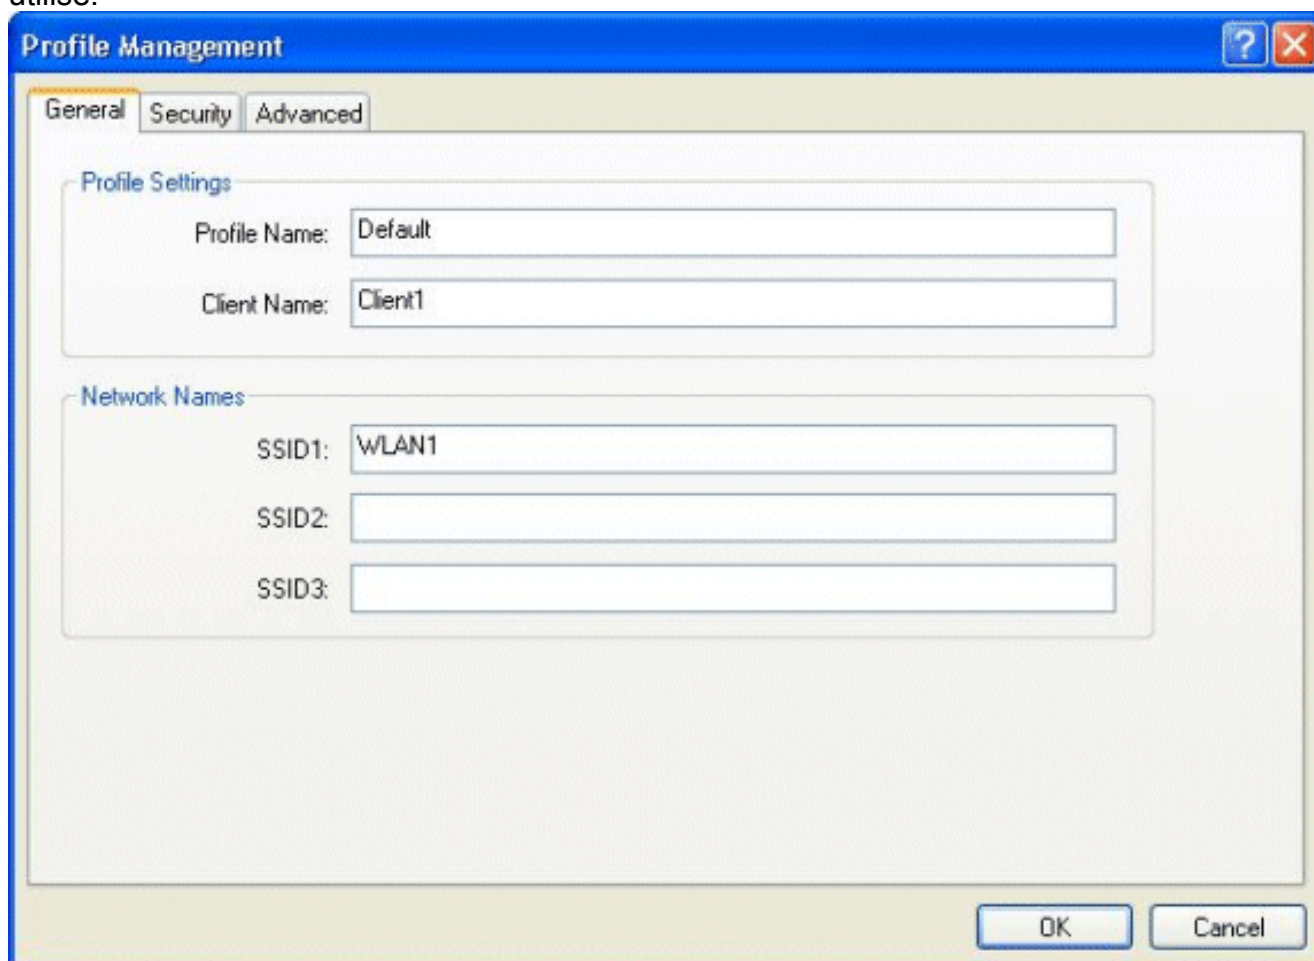 utilisé.
Profile Management
General Security Advanced
Profile Settings
Profile Name: Default
Client Name: Client1
Network Names
SSID1: WLAN1
SSID2:
SSID3:
OK Cancel